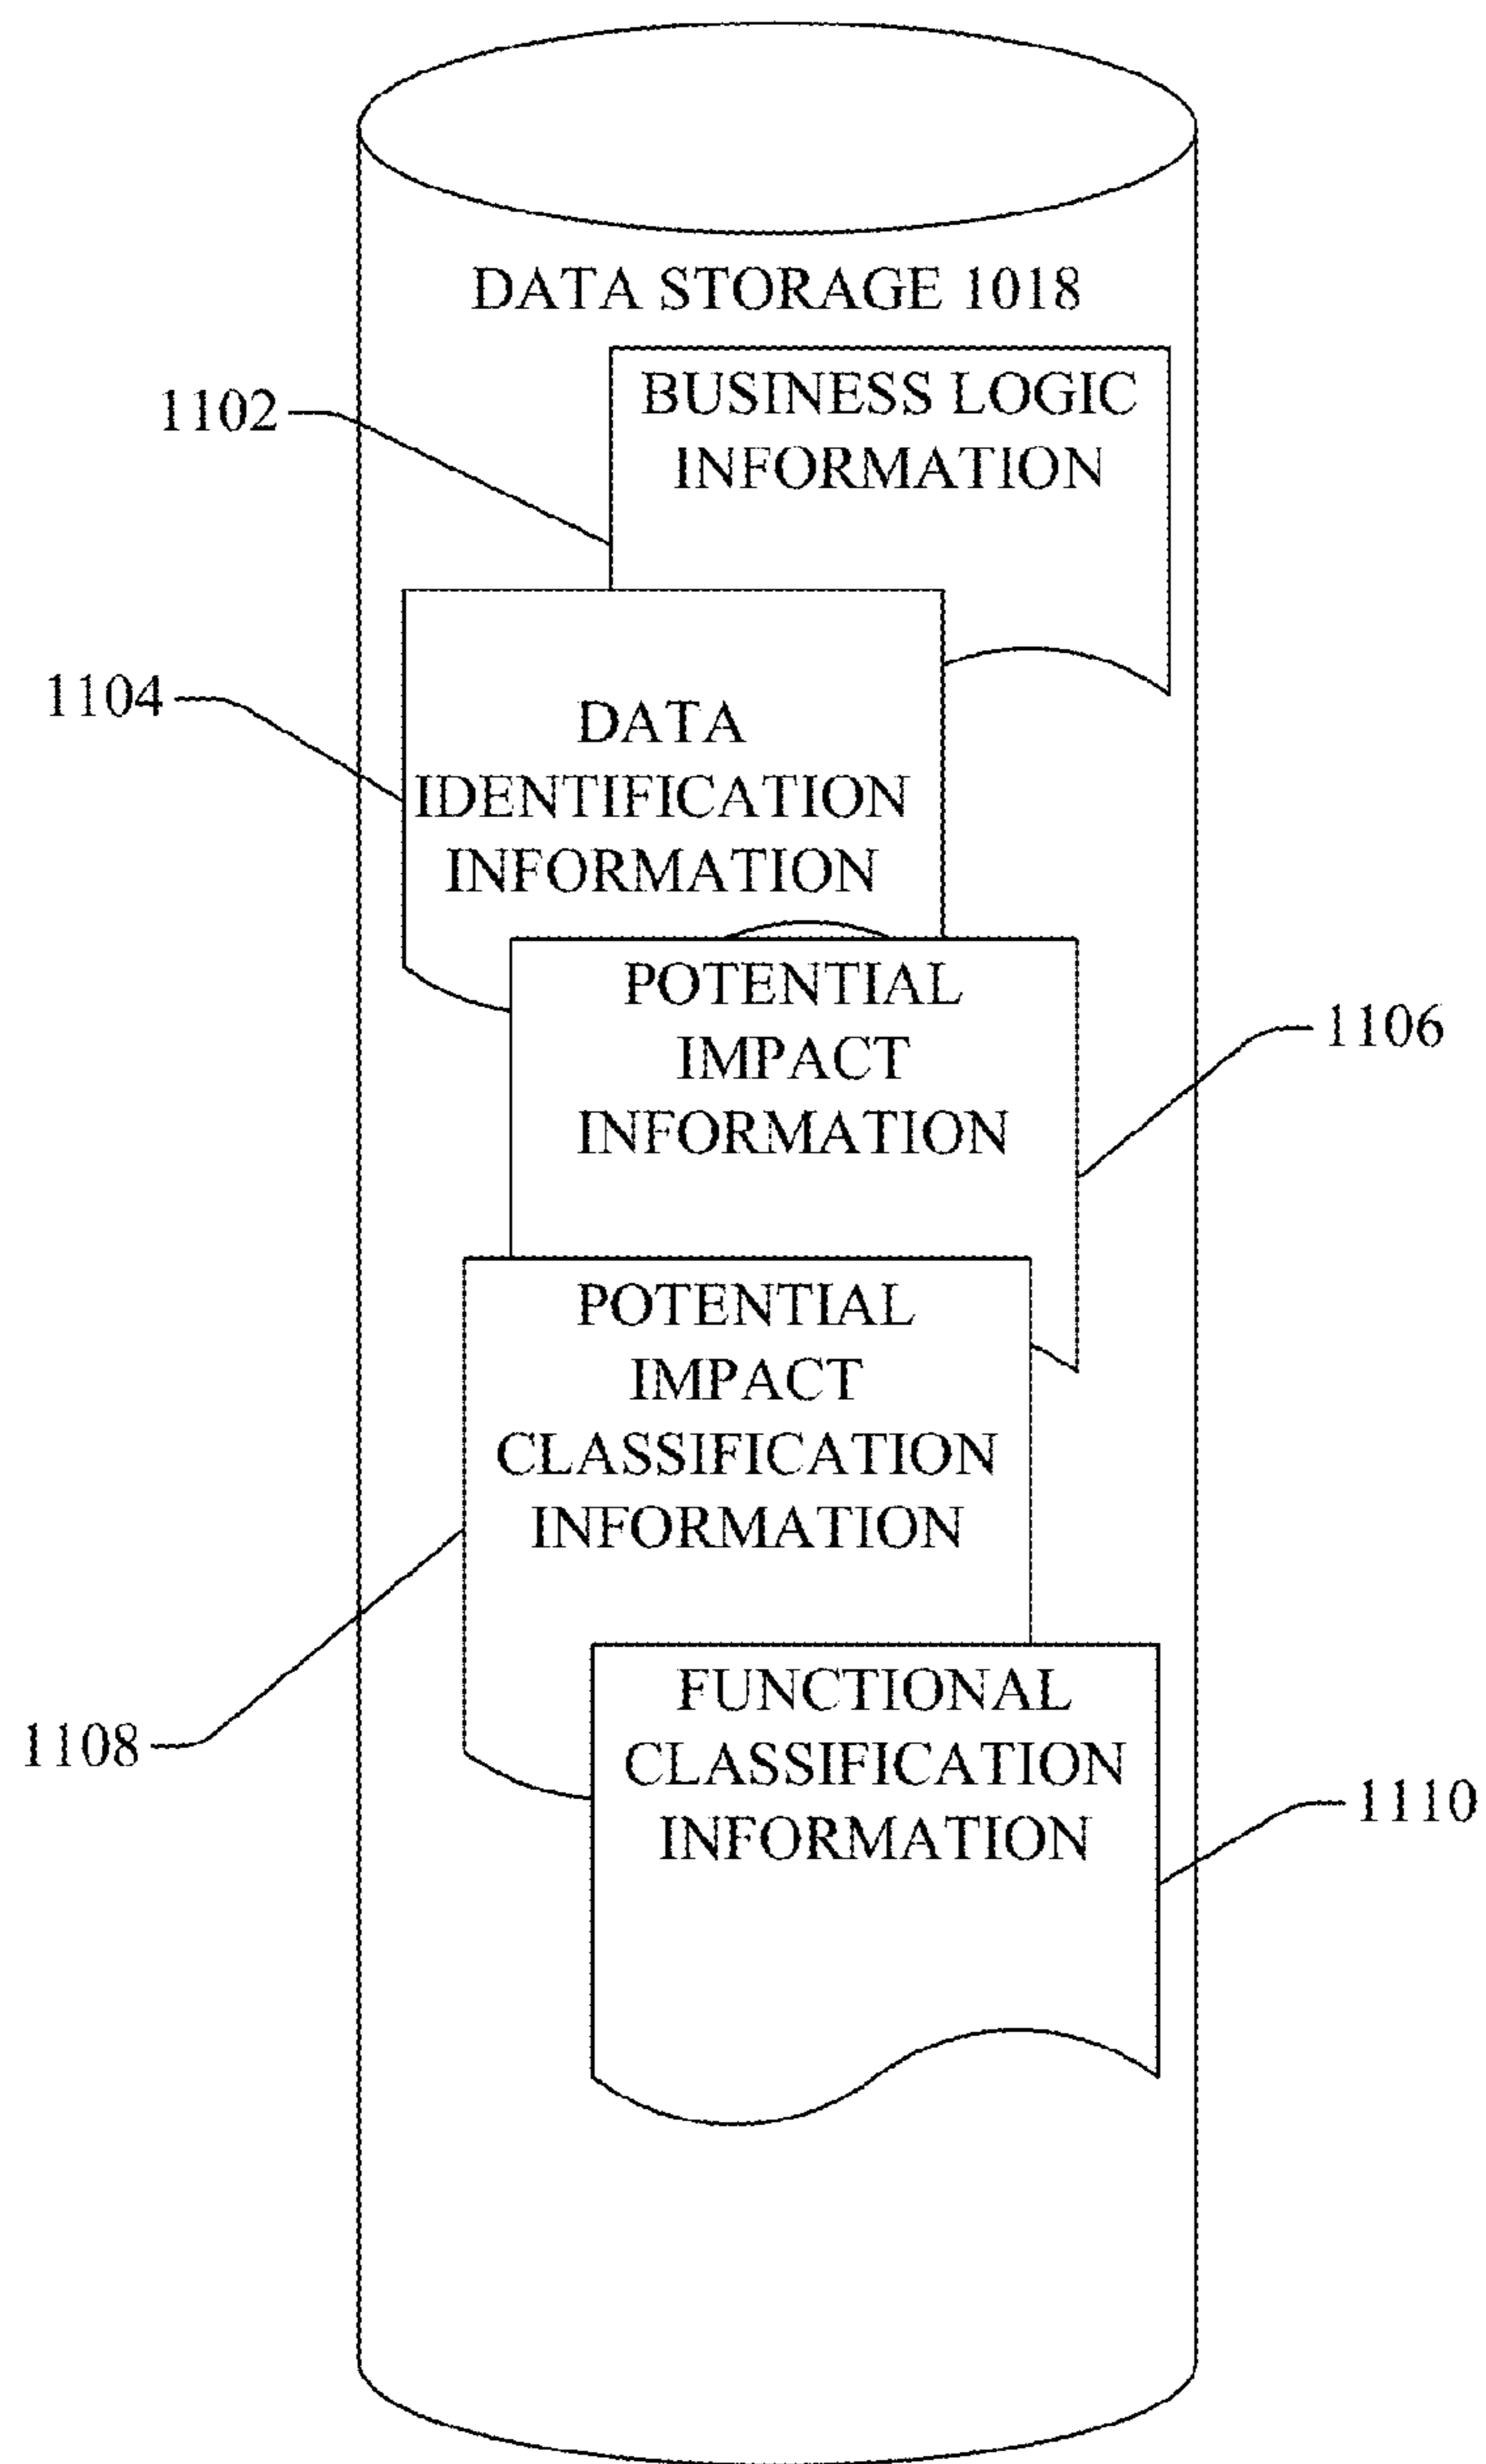 DATA STORAGE 1018
1102
BUSINESS LOGIC
INFORMATION
1104
DATA
IDENTIFICATION
INFORMATION
1106
POTENTIAL
IMPACT
INFORMATION
1108
POTENTIAL
IMPACT
CLASSIFICATION
INFORMATION
1110
FUNCTIONAL
CLASSIFICATION
INFORMATION